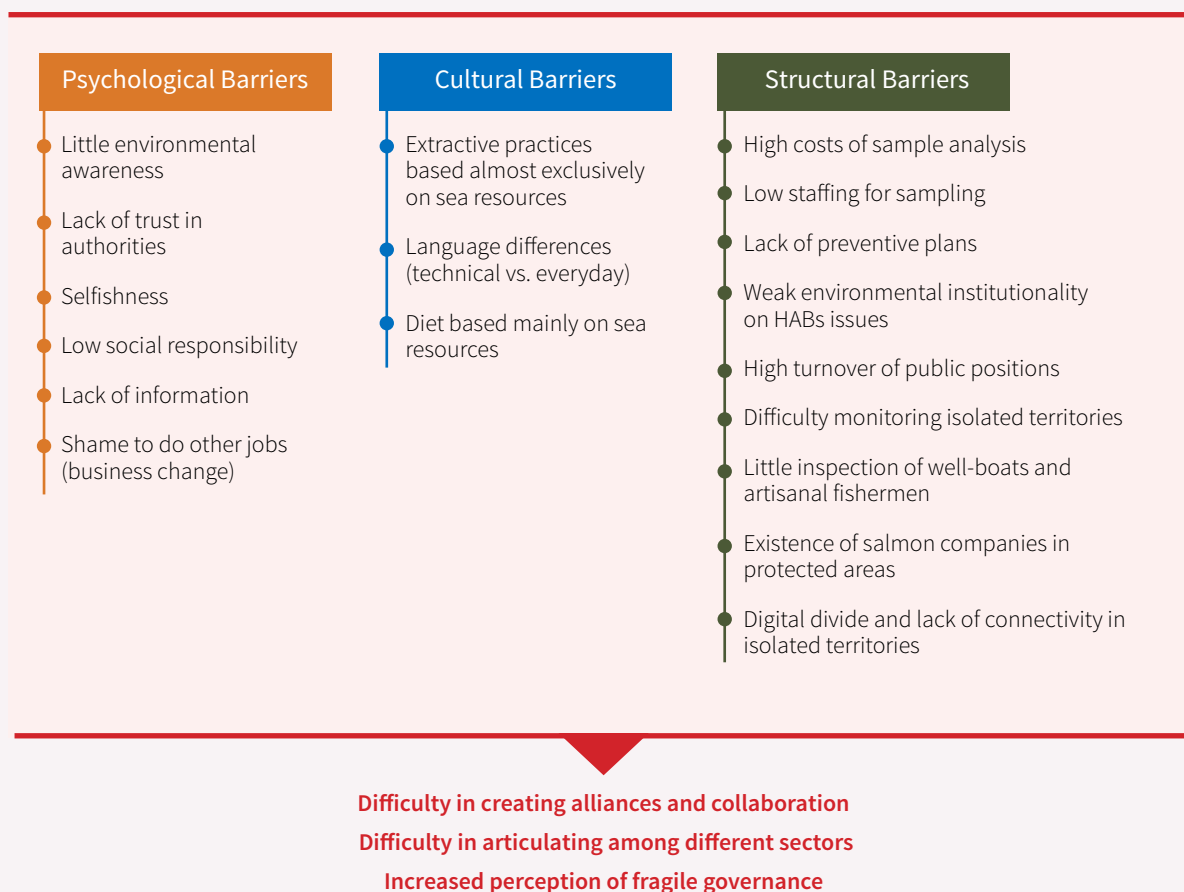 Psychological Barriers
Little environmental
awareness
Lack of trust in
authorities
Selfishness
Low social responsibility
Lack of information
Shame to do other jobs
(business change)
Cultural Barriers
Extractive practices
based almost exclusively
on sea resources
Language differences
(technical vs. everyday)
Diet based mainly on sea
resources
Structural Barriers
High costs of sample analysis
Low staffing for sampling
Lack of preventive plans
Weak environmental institutionality
on HABs issues
High turnover of public positions
Difficulty monitoring isolated territories
Little inspection of well-boats and
artisanal fishermen
Existence of salmon companies in
protected areas
Digital divide and lack of connectivity in
isolated territories
Difficulty in creating alliances and collaboration
Difficulty in articulating among different sectors
Increased perception of fragile governance